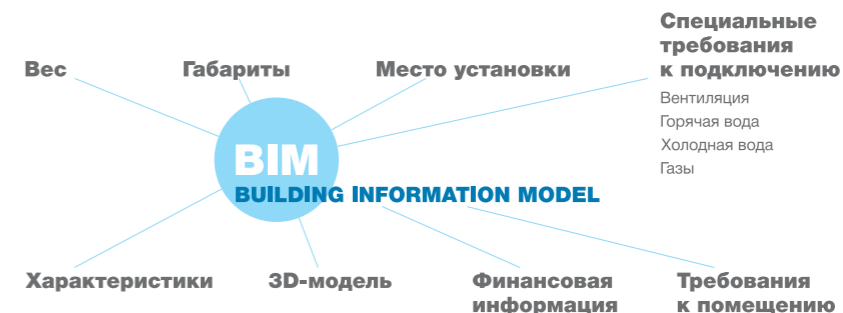 Вес
Габариты
Место установки
Специальные
требования
к подключению
Вентиляция
Горячая вода
Холодная вода
Газы
BIM
BUILDING INFORMATION MODEL
Характеристики
3D-модель
Финансовая
информация
Требования
к помещению